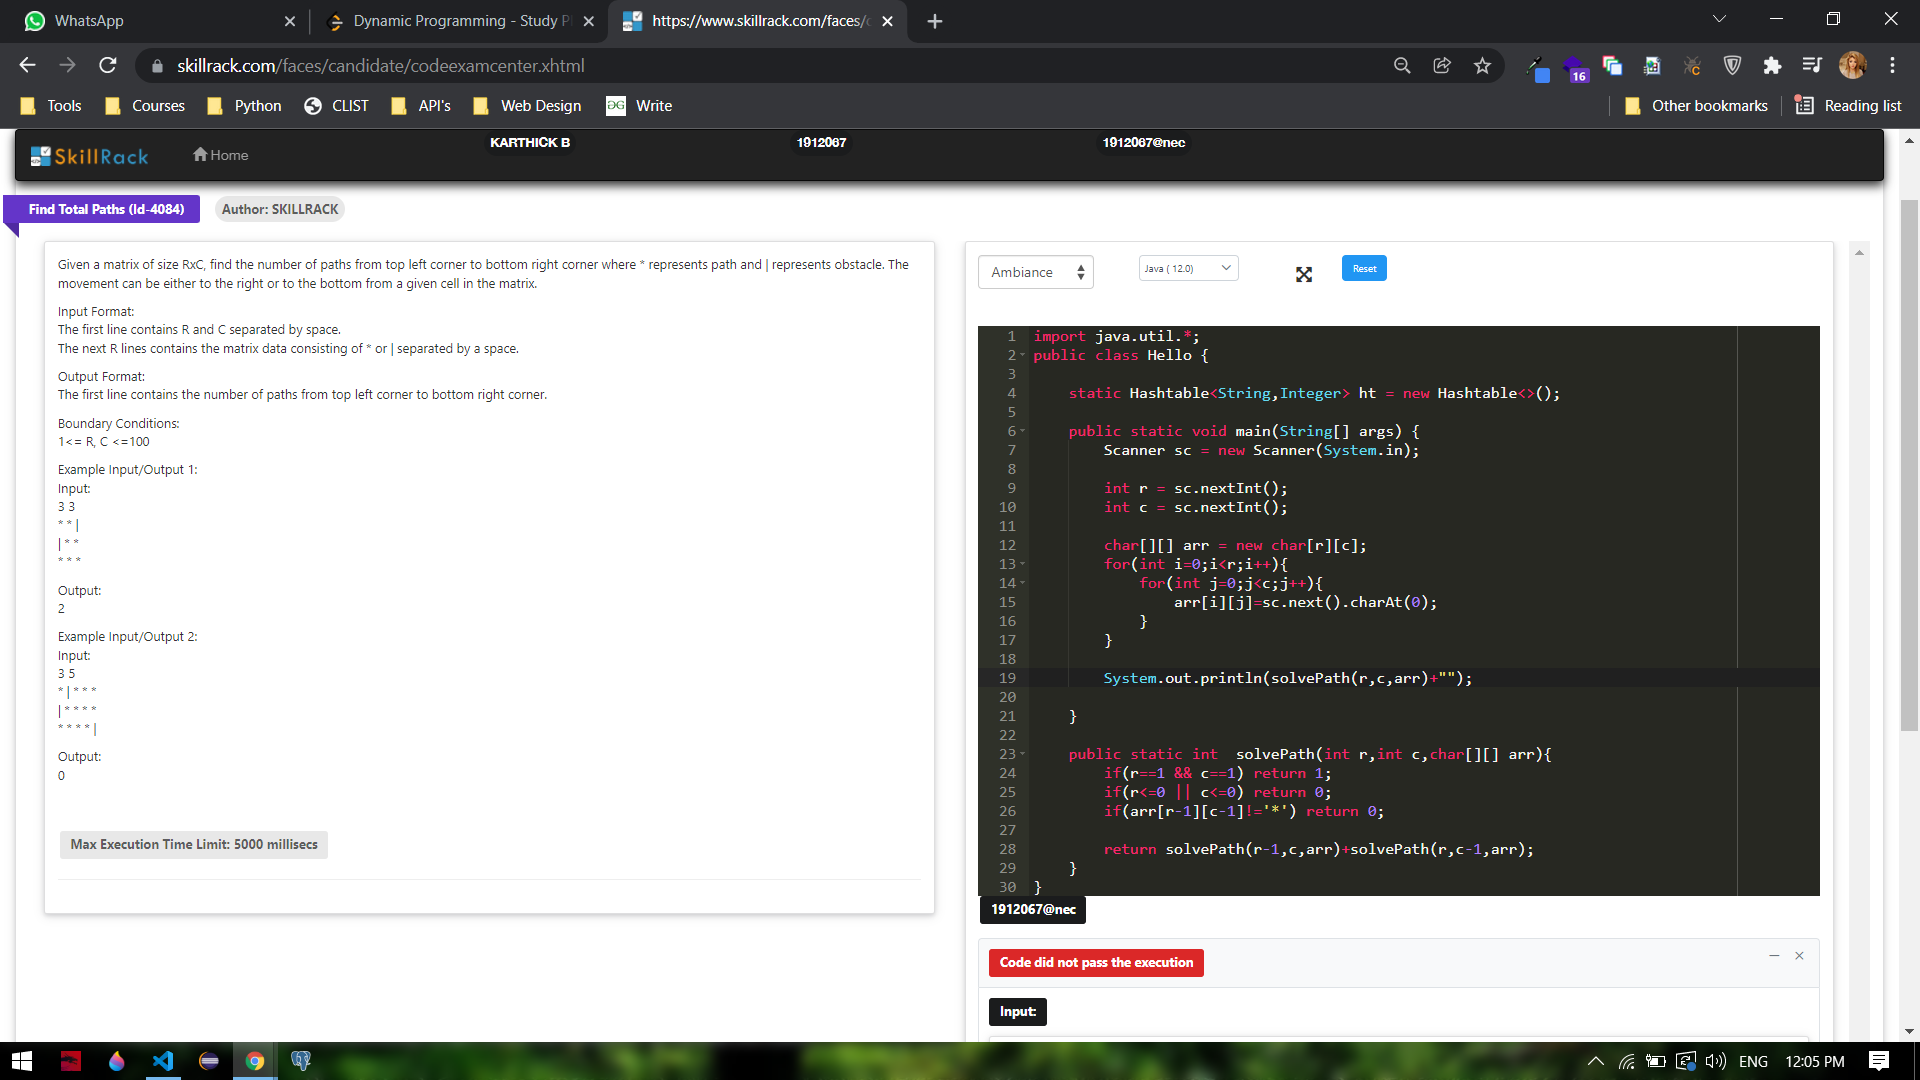 WhatsApp
Dynamic Programming - Study P
https://www.skillrack.com/faces/c
skillrack.com/faces/candidate/codeexamcenter.xhtml
16
Tools
Courses
Python
CLIST
API's
Web Design
Write
Other bookmarks
Reading list
SkillRack
Home
KARTHICK B
1912067
1912067@nec
Find Total Paths (Id-4084)
Author: SKILLRACK
Given a matrix of size RxC, find the number of paths from top left corner to bottom right corner where * represents path and | represents obstacle. The
movement can be either to the right or to the bottom from a given cell in the matrix.
Input Format:
The first line contains R and C separated by space.
The next R lines contains the matrix data consisting of * or | separated by a space.
Output Format:
The first line contains the number of paths from top left corner to bottom right corner.
Boundary Conditions:
1<= R, C <=100
Example Input/Output 1:
Input:
3 3
* * |
| * *
* * *
Output:
2
Example Input/Output 2:
Input:
3 5
* | * * *
| * * * *
* * * * |
Output:
0
Max Execution Time Limit: 5000 millisecs
Ambiance
Java ( 12.0)
Reset
1 import java.util.*;
2 public class Hello {
3
4 static Hashtable<String,Integer> ht = new Hashtable<>();
5
6 public static void main(String[] args) {
7 Scanner sc = new Scanner(System.in);
8
9 int r = sc.nextInt();
10 int c = sc.nextInt();
11
12 char[][] arr = new char[r][c];
13 for(int i=0;i<r;i++){
14 for(int j=0;j<c;j++){
15 arr[i][j]=sc.next().charAt(0);
16 }
17 }
18
19 System.out.println(solvePath(r,c,arr)+"");
20
21 }
22
23 public static int  solvePath(int r,int c,char[][] arr){
24 if(r==1 && c==1) return 1;
25 if(r<=0 || c<=0) return 0;
26 if(arr[r-1][c-1]!='*') return 0;
27
28 return solvePath(r-1,c,arr)+solvePath(r,c-1,arr);
29 }
30 }
1912067@nec
Code did not pass the execution
Input:
ENG
12:05 PM